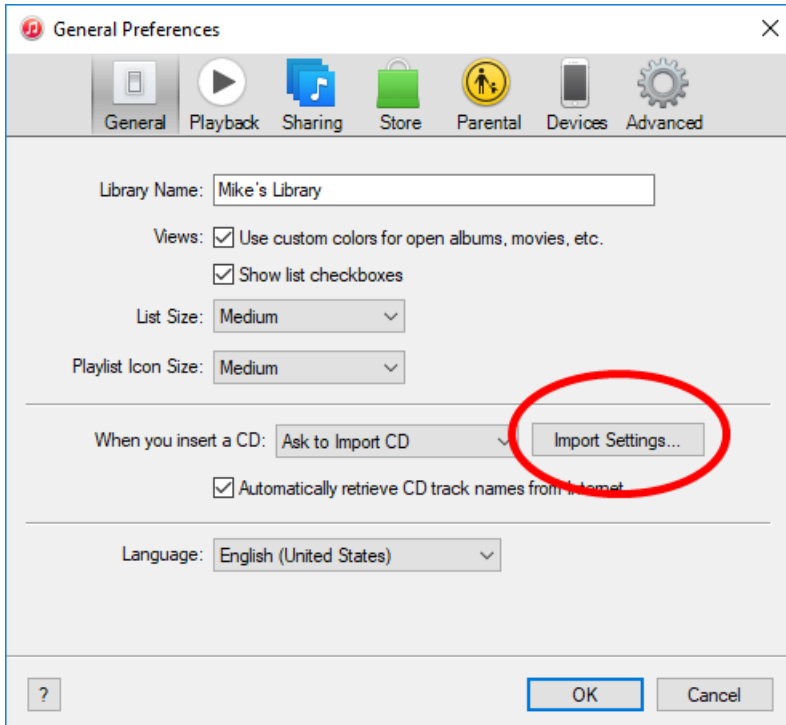 General Preferences
General Playback Sharing Store Parental Devices Advanced
Library Name: Mike's Library
Views: Use custom colors for open albums, movies, etc.
Show list checkboxes
List Size: Medium
Playlist Icon Size: Medium
When you insert a CD: Ask to Import CD Import Settings...
Automatically retrieve CD track names from Internet
Language: English (United States)
? OK Cancel